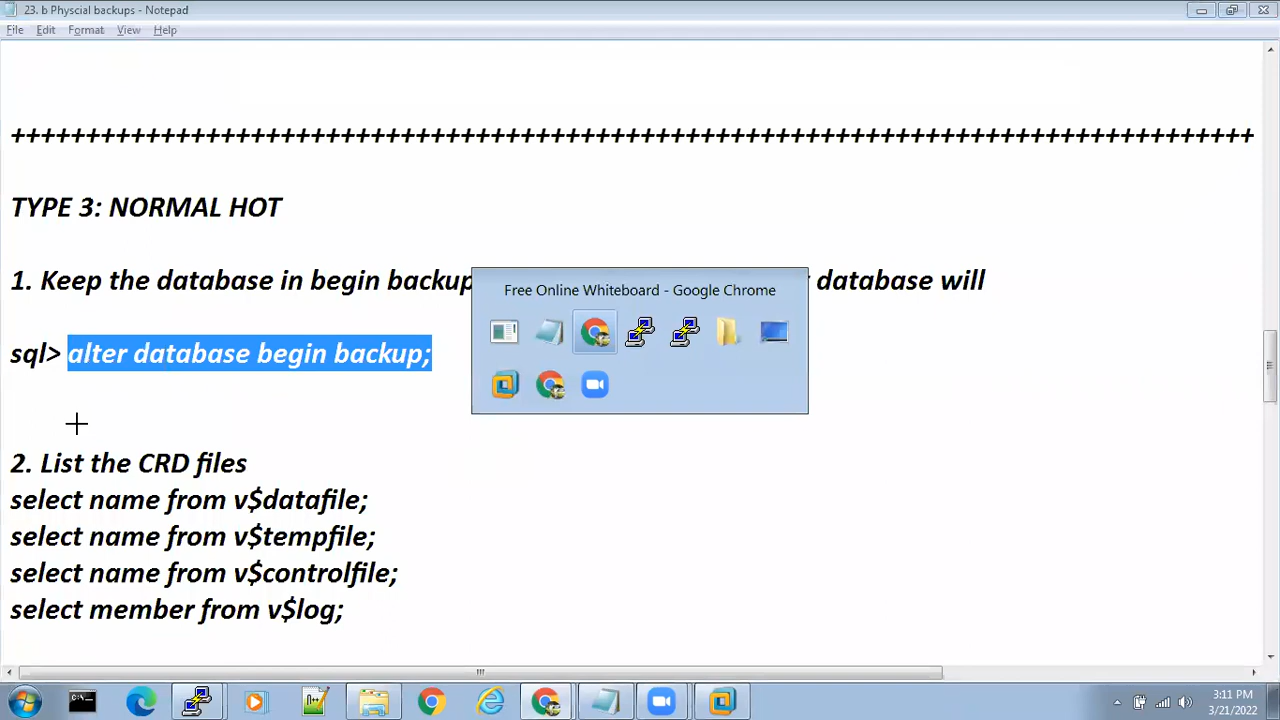 23. b Physcial backups - Notepad
File Edit Format View Help
++++++++++++++++++++++++++++++++++++++++++++++++++++++++++++++++++++++++++++++++++++
TYPE 3: NORMAL HOT
1. Keep the database in begin backup database will
Free Online Whiteboard - Google Chrome
sql> alter database begin backup;
2. List the CRD files
select name from v$datafile;
select name from v$tempfile;
select name from v$controlfile;
select member from v$log;
3:11 PM
3/21/2022